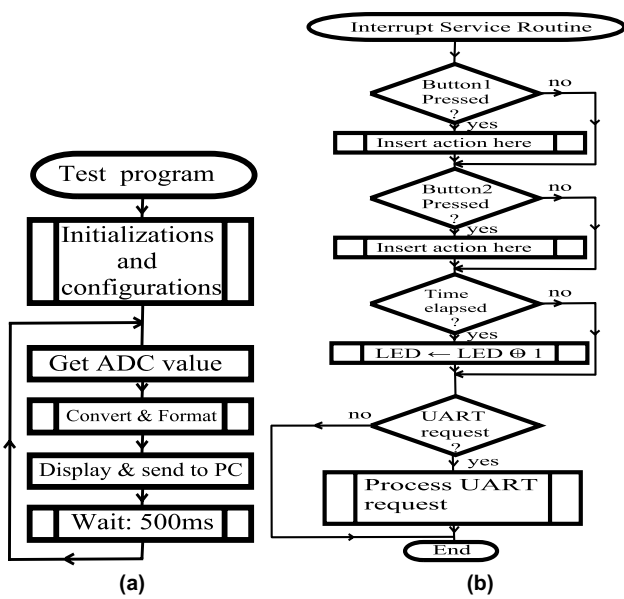 Test program
Initializations
and
configurations
Get ADC value
Convert & Format
Display & send to PC
Wait: 500ms
(a)
Interrupt Service Routine
Button1
Pressed
?
no
yes
Insert action here
Button2
Pressed
?
no
yes
Insert action here
Time
elapsed
?
no
yes
LED ← LED ⊕ 1
UART
request
?
no
yes
Process UART
request
End
(b)